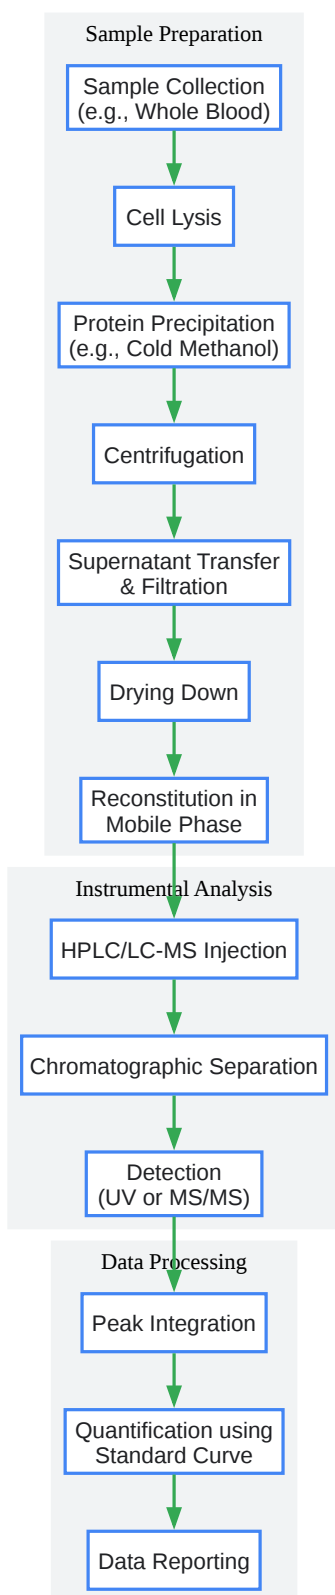 Sample Preparation
Sample Collection
(e.g., Whole Blood)
Cell Lysis
Protein Precipitation
(e.g., Cold Methanol)
Centrifugation
Supernatant Transfer
& Filtration
Drying Down
Reconstitution in
Mobile Phase
Instrumental Analysis
HPLC/LC-MS Injection
Chromatographic Separation
Detection
(UV or MS/MS)
Data Processing
Peak Integration
Quantification using
Standard Curve
Data Reporting